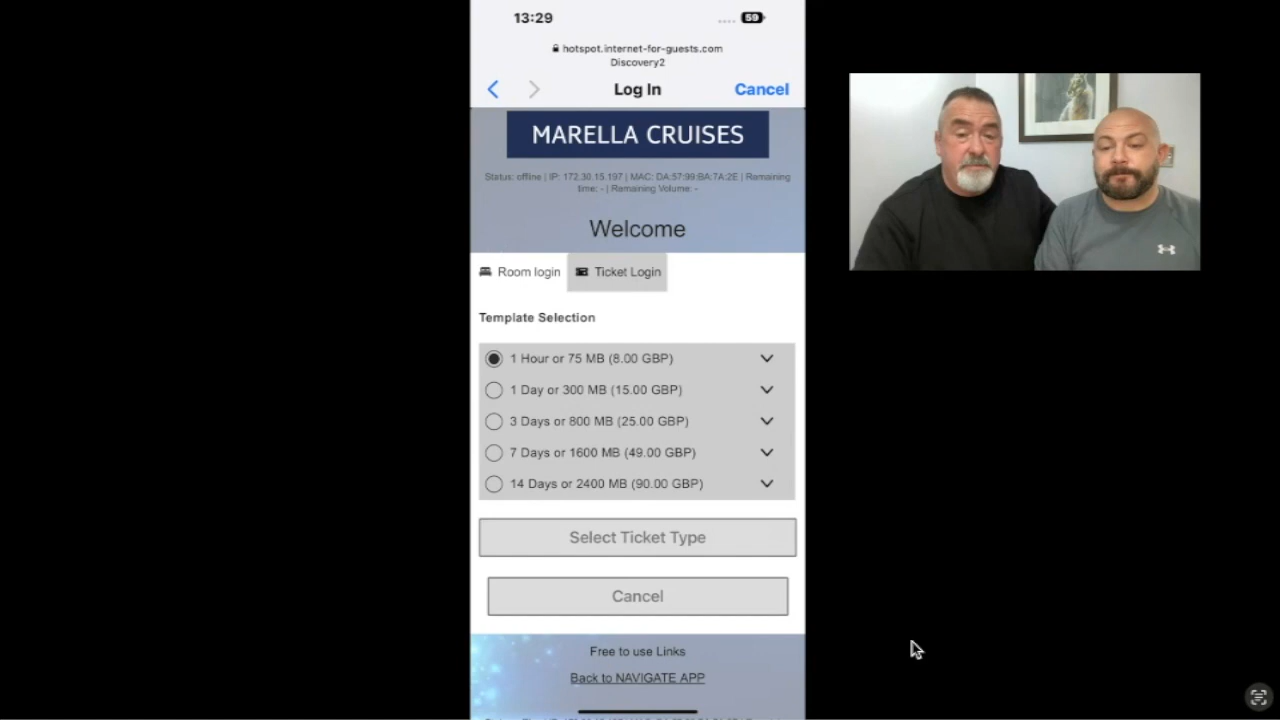 13:29
59
hotspot.internet-for-guests.com
Discovery2
Log In
Cancel
MARELLA CRUISES
Status: offline | IP: 172.30.15.197 | MAC: DA:57:99:BA:7A:2E | Remaining
time: - | Remaining Volume: -
Welcome
Room login
Ticket Login
Template Selection
1 Hour or 75 MB (8.00 GBP)
1 Day or 300 MB (15.00 GBP)
3 Days or 800 MB (25.00 GBP)
7 Days or 1600 MB (49.00 GBP)
14 Days or 2400 MB (90.00 GBP)
Select Ticket Type
Cancel
Free to use Links
Back to NAVIGATE APP